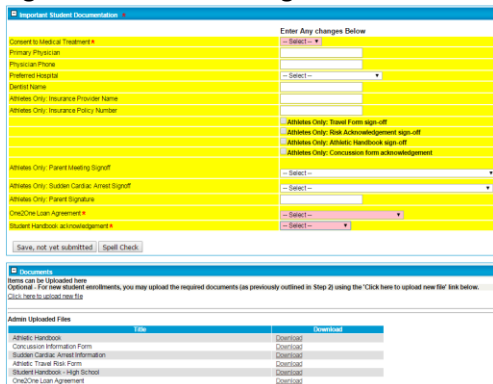 Important Student Documentation *
Enter Any changes Below
Consent to Medical Treatment * -- Select -- ▼
Primary Physician
Physician Phone
Preferred Hospital -- Select -- ▼
Dentist Name
Athletes Only: Insurance Provider Name
Athletes Only: Insurance Policy Number
Athletes Only: Travel Form sign-off
Athletes Only: Risk Acknowledgement sign-off
Athletes Only: Athletic Handbook sign-off
Athletes Only: Concussion form acknowledgement
Athletes Only: Parent Meeting Signoff -- Select -- ▼
Athletes Only: Sudden Cardiac Arrest Signoff -- Select -- ▼
Athletes Only: Parent Signature
One2One Loan Agreement * -- Select -- ▼
Student Handbook acknowledgement * -- Select -- ▼
Save, not yet submitted Spell Check
Documents
Items can be Uploaded here
Optional - For new student enrollments, you may upload the required documents (as previously outlined in Step 2) using the 'Click here to upload new file' link below.
Click here to upload new file
Admin Uploaded Files
Title Download
Athletic Handbook Download
Concussion Information Form Download
Sudden Cardiac Arrest Information Download
Athletic Travel Risk Form Download
Student Handbook - High School Download
One2One Loan Agreement Download